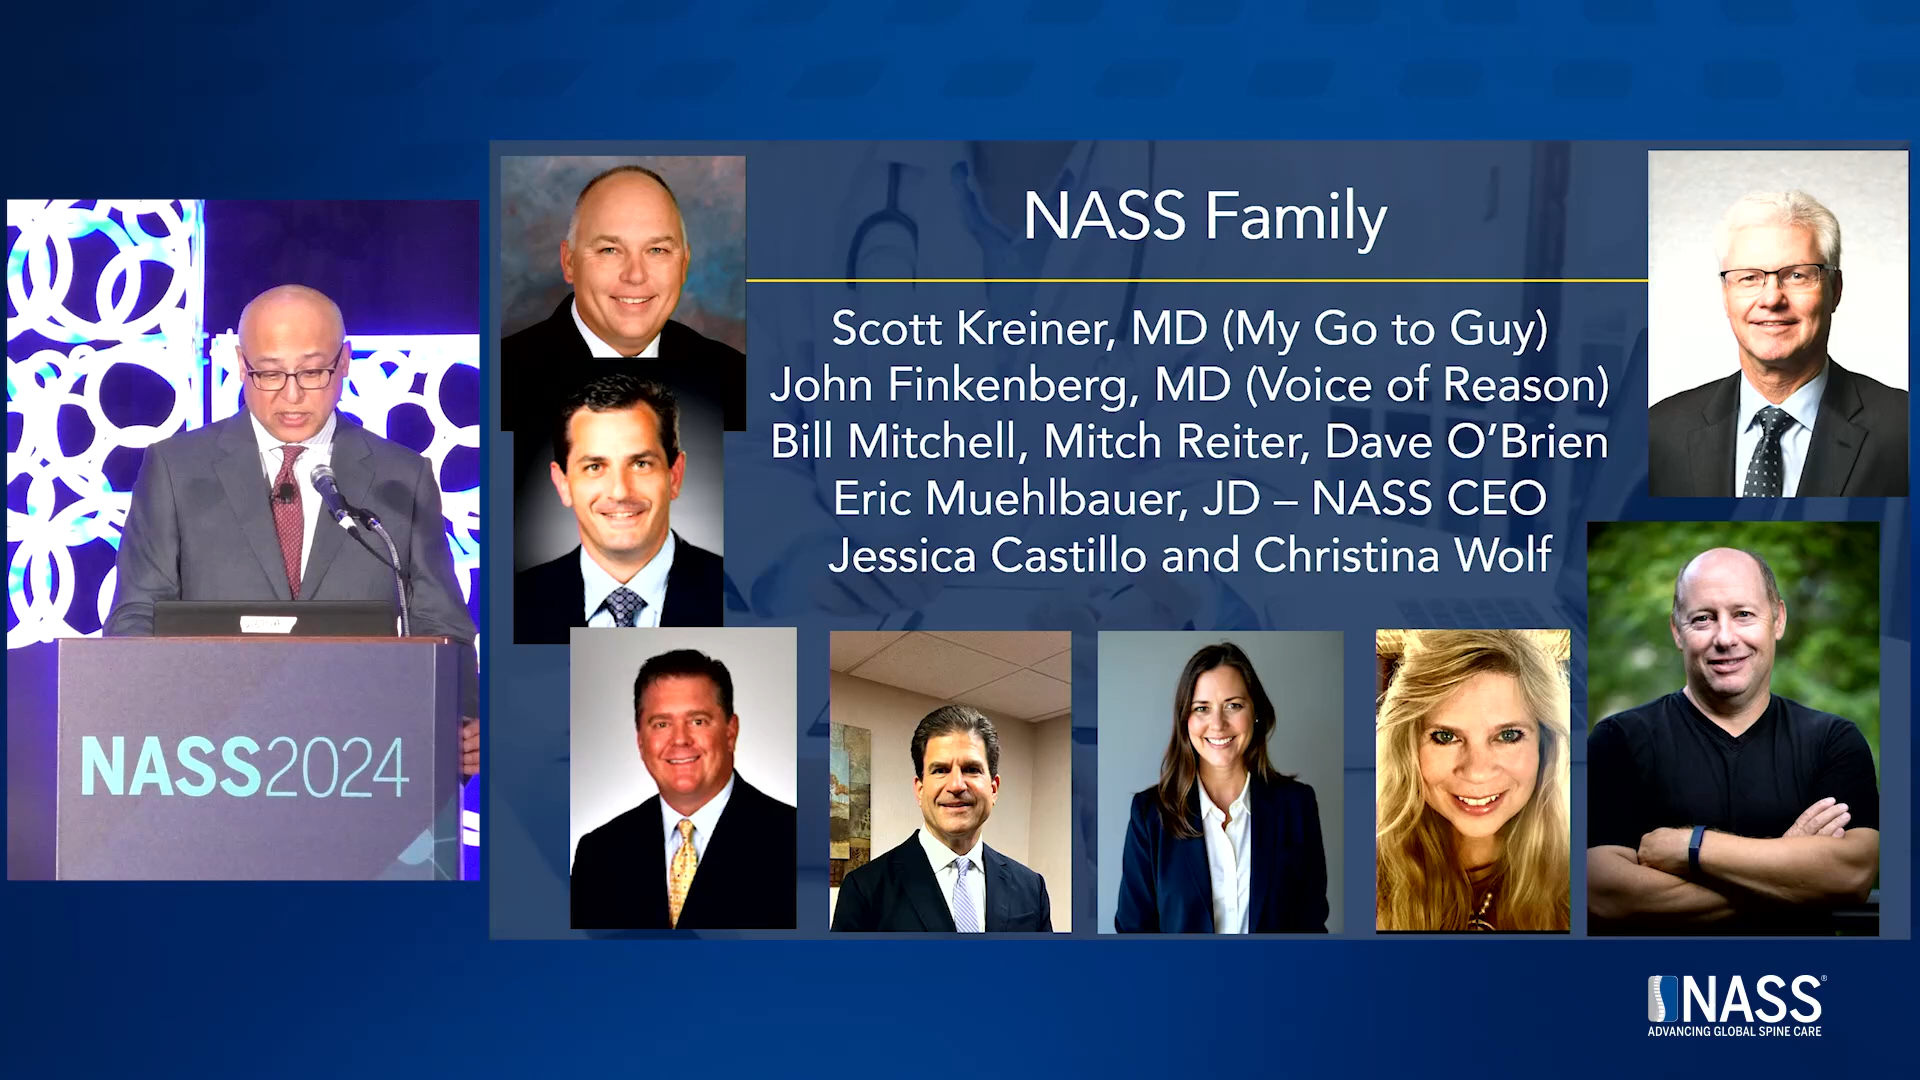 NASS Family
Scott Kreiner, MD (My Go to Guy)
John Finkenberg, MD (Voice of Reason)
Bill Mitchell, Mitch Reiter, Dave O’Brien
Eric Muehlbauer, JD – NASS CEO
Jessica Castillo and Christina Wolf
NASS2024
NASS®
ADVANCING GLOBAL SPINE CARE